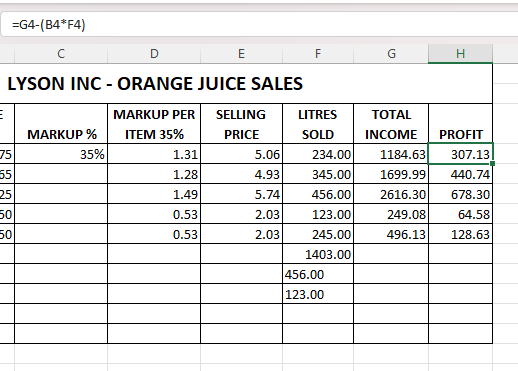 =G4-(B4*F4)
C D E F G H
LYSON INC - ORANGE JUICE SALES
E MARKUP % MARKUP PER ITEM 35% SELLING PRICE LITRES SOLD TOTAL INCOME PROFIT
75 35% 1.31 5.06 234.00 1184.63 307.13
65 1.28 4.93 345.00 1699.99 440.74
25 1.49 5.74 456.00 2616.30 678.30
50 0.53 2.03 123.00 249.08 64.58
50 0.53 2.03 245.00 496.13 128.63
1403.00
456.00
123.00